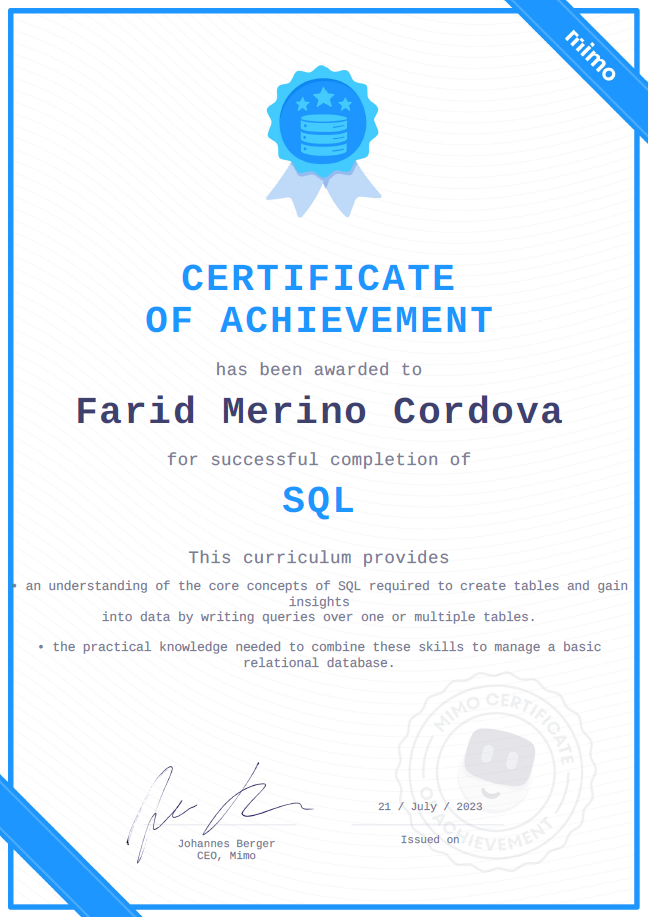 mimo
CERTIFICATE
OF ACHIEVEMENT
has been awarded to
Farid Merino Cordova
for successful completion of
SQL
This curriculum provides
• an understanding of the core concepts of SQL required to create tables and gain
insights
into data by writing queries over one or multiple tables.
• the practical knowledge needed to combine these skills to manage a basic
relational database.
MIMO CERTIFICATE
OF ACHIEVEMENT
21 / July / 2023
Johannes Berger
CEO, Mimo
Issued on